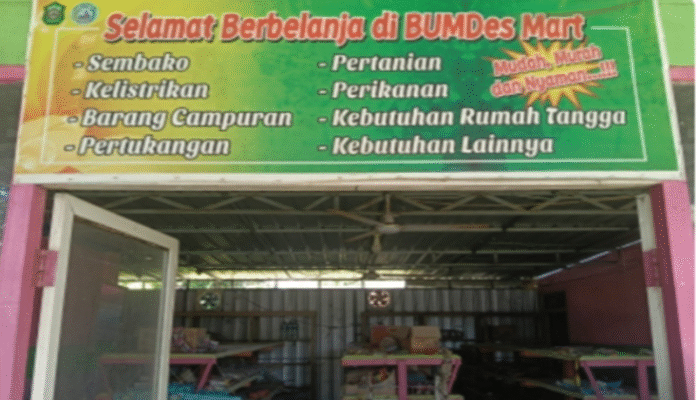 Selamat Berbelanja di BUMDes Mart
- Sembako
- Kelistrikan
- Barang Campuran
- Pertukangan
- Pertanian
- Perikanan
- Kebutuhan Rumah Tangga
- Kebutuhan Lainnya
Mudah, Murah
dan Nyaman...!!!